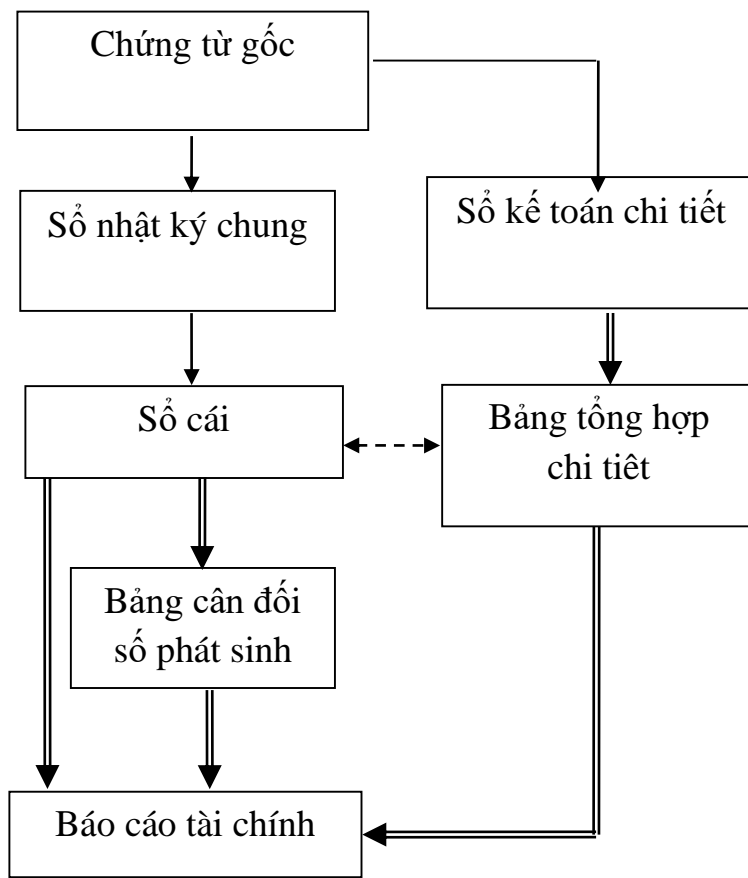 Chứng từ gốc
Sổ nhật ký chung
Sổ kế toán chi tiết
Sổ cái
Bảng tổng hợp
chi tiêt
Bảng cân đối
số phát sinh
Báo cáo tài chính